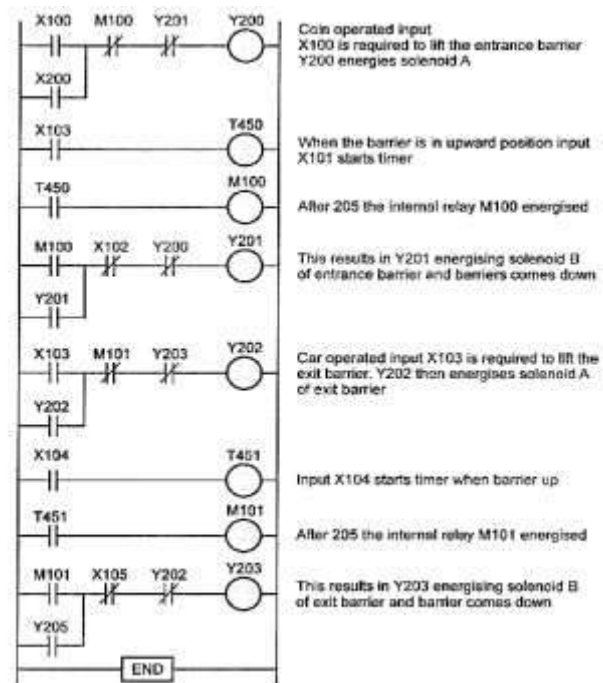 X100 M100 Y201 Y200
Coin operated input
X100 is required to lift the entrance barrier
Y200 energies solenoid A
X200
X103 T450
When the barrier is in upward position input
X101 starts timer
T450 M100
After 205 the internal relay M100 energised
M100 X102 Y200 Y201
This results in Y201 energising solenoid B
of entrance barrier and barriers comes down
Y201
X103 M101 Y203 Y202
Car operated input X103 is required to lift the
exit barrier. Y202 then energises solenoid A
of exit barrier
Y202
X104 T451
Input X104 starts timer when barrier up
T451 M101
After 205 the internal relay M101 energised
M101 X105 Y202 Y203
This results in Y203 energising solenoid B
of exit barrier and barrier comes down
Y205
END